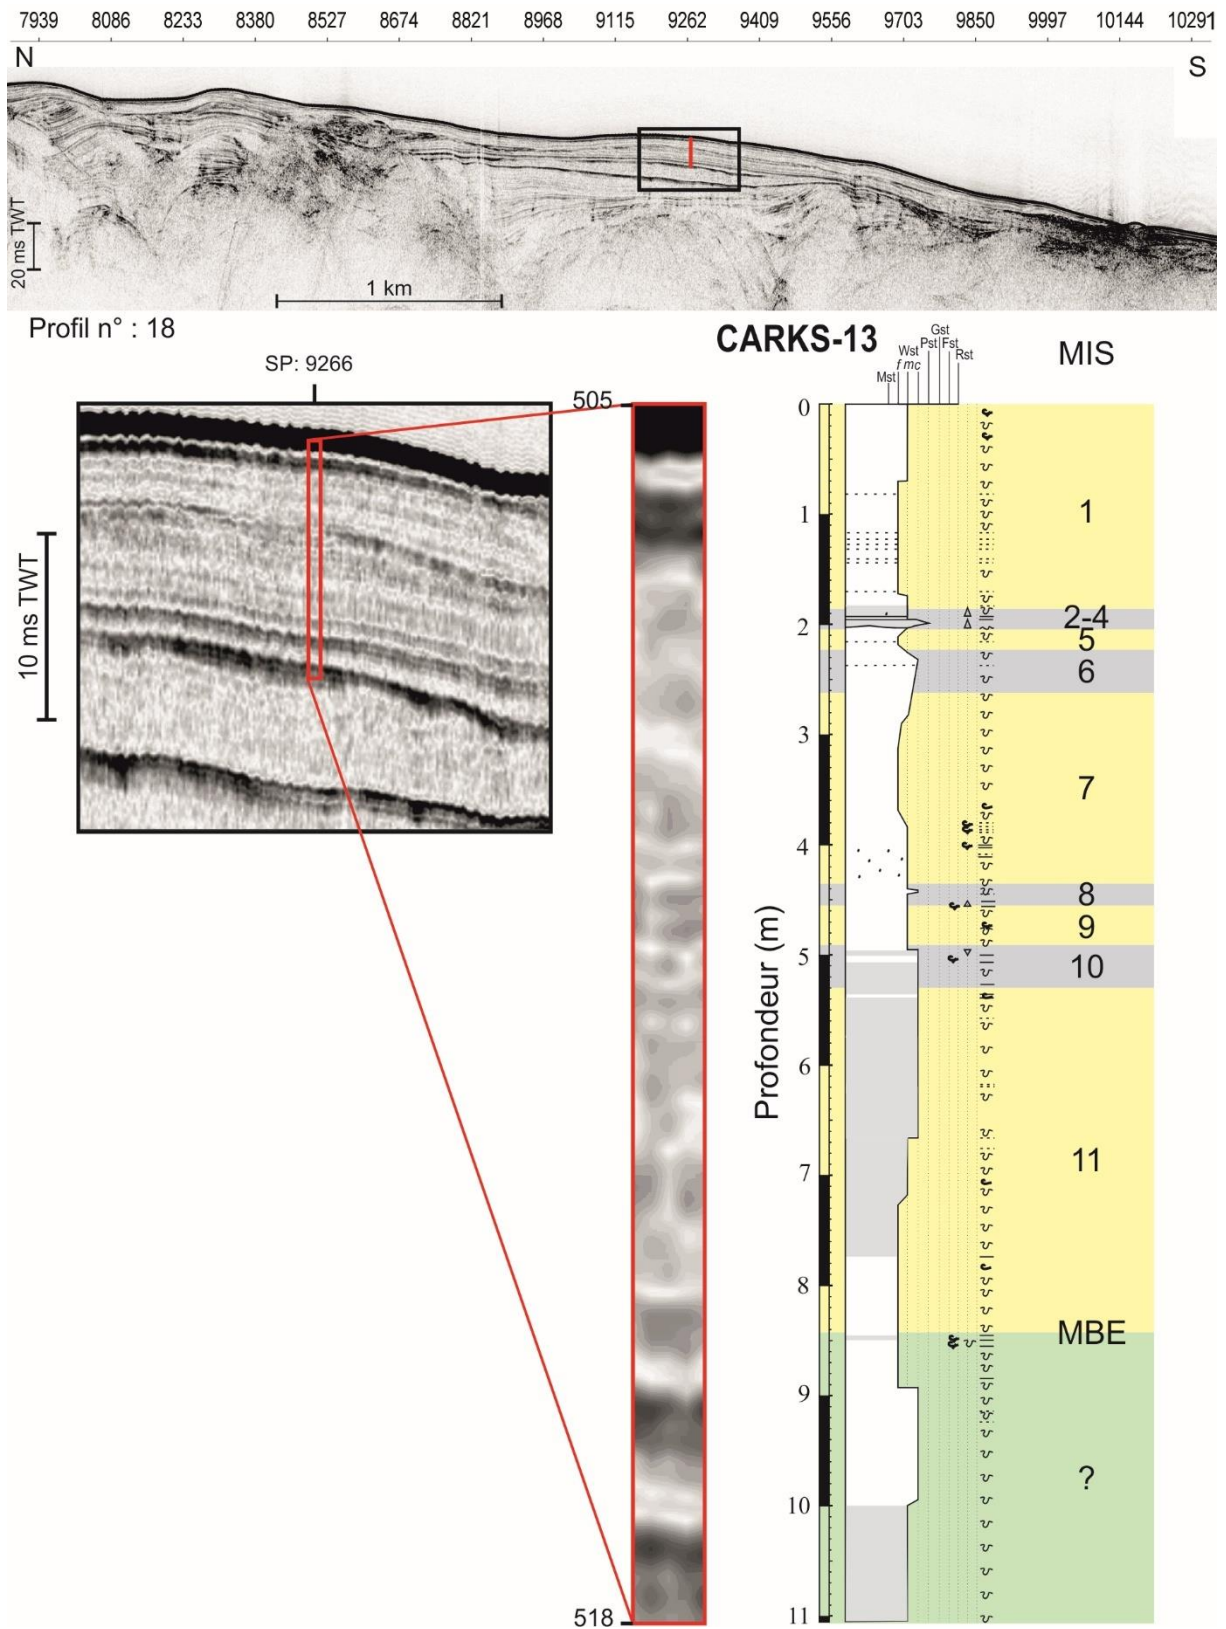 7939 8086 8233 8380 8527 8674 8821 8968 9115 9262 9409 9556 9703 9850 9997 10144 10291
N S
20 ms TWT
1 km
Profil n° : 18
CARKS-13
Gst
Wst Pst Fst
f mc Rst
Mst
MIS
SP: 9266
505
10 ms TWT
518
Profondeur (m)
0
1
2
3
4
5
6
7
8
9
10
11
1
2-4
5
6
7
8
9
10
11
MBE
?